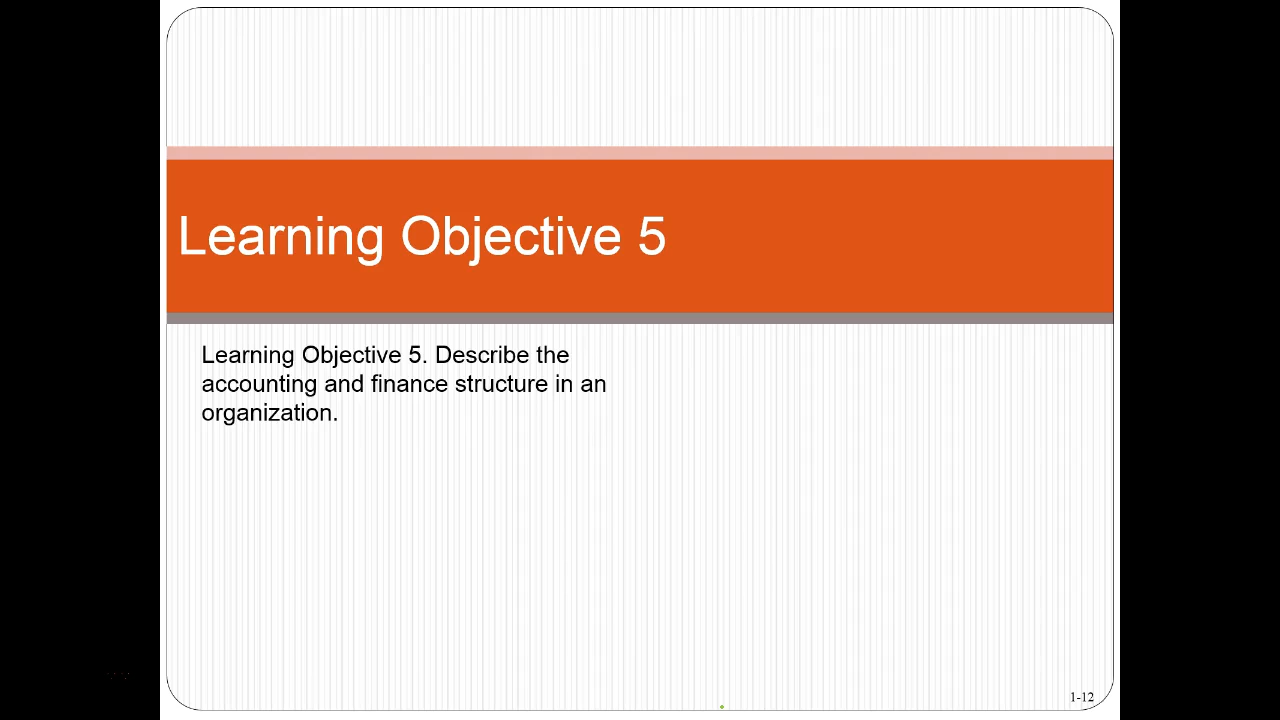 Learning Objective 5
Learning Objective 5. Describe the
accounting and finance structure in an
organization.
1-12